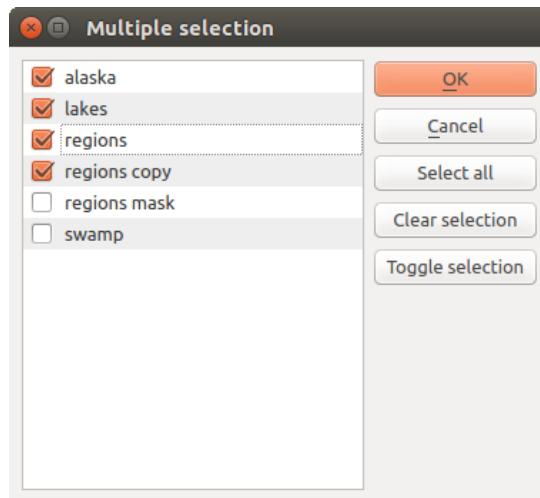 Multiple selection
alaska
lakes
regions
regions copy
regions mask
swamp
OK
Cancel
Select all
Clear selection
Toggle selection